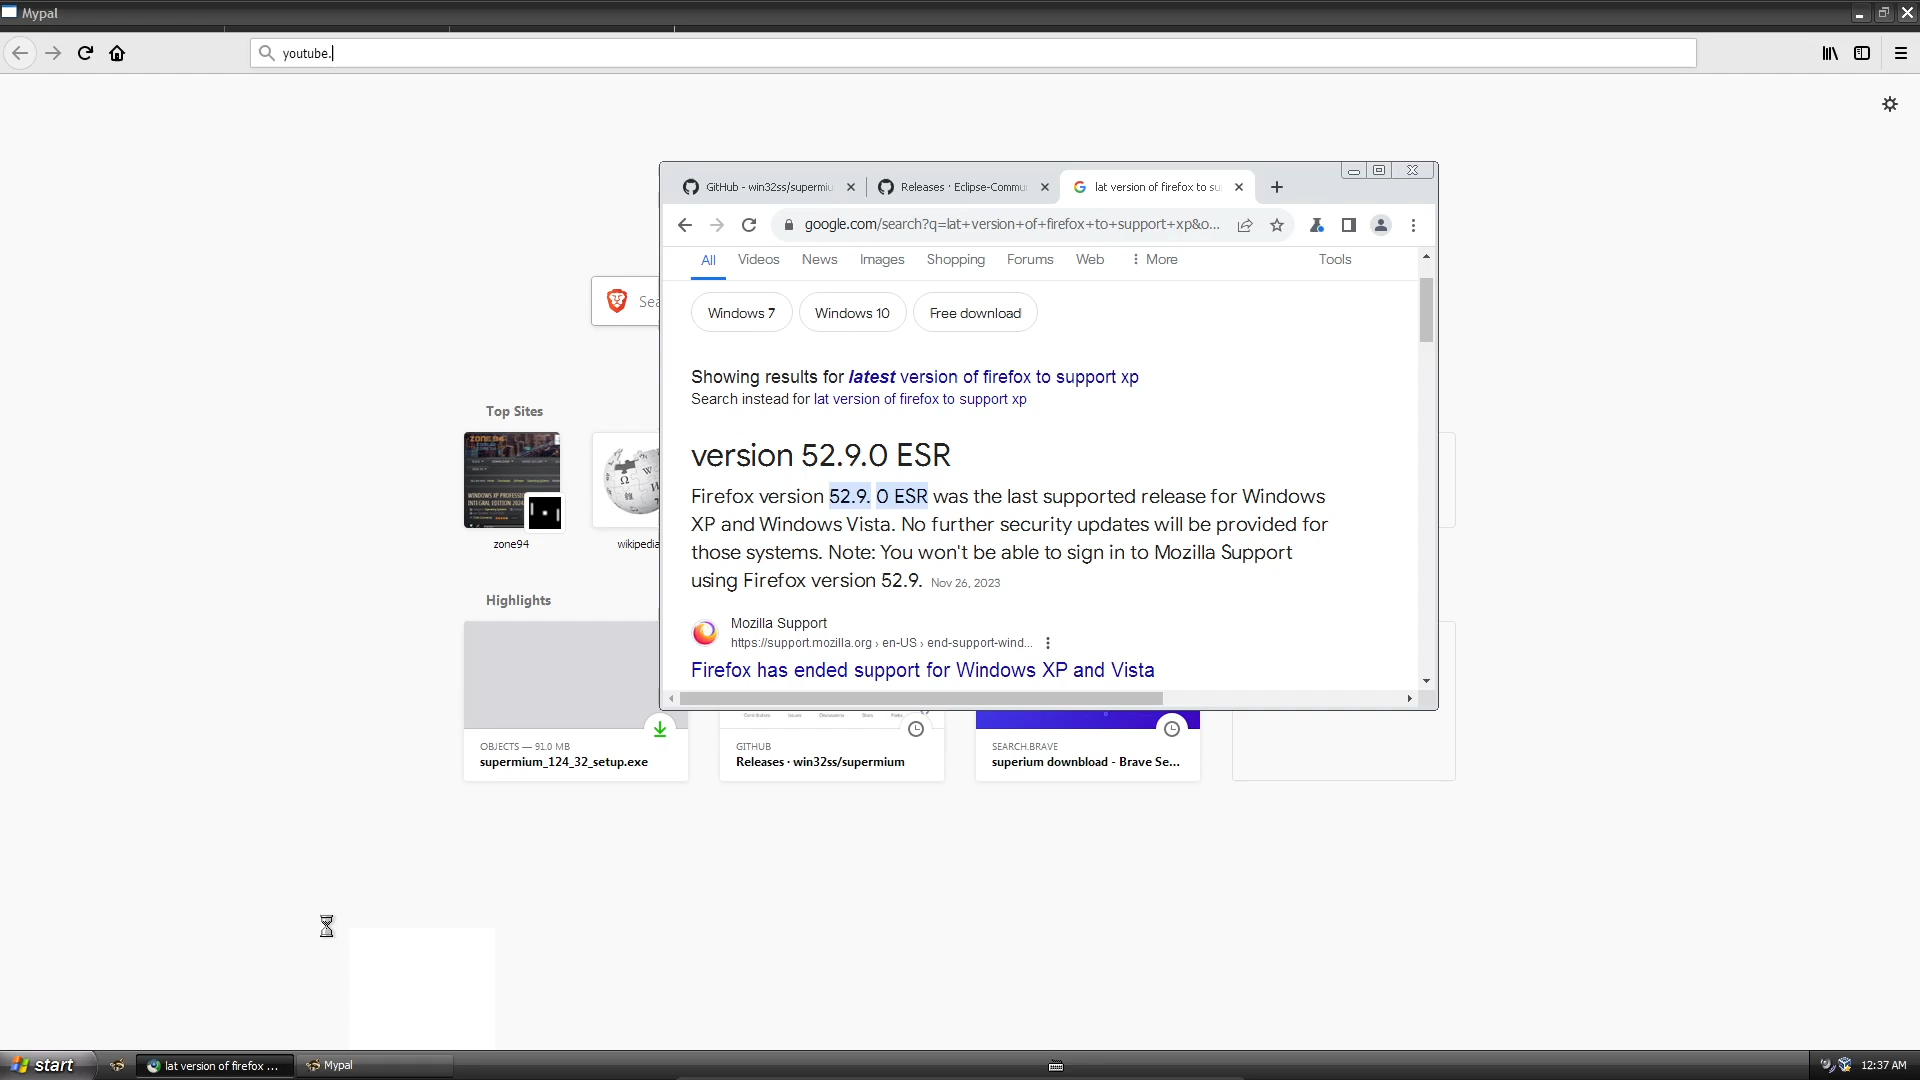 Mypal
youtube.
GitHub - win32ss/supermiu
Releases · Eclipse-Commu
lat version of firefox to su
google.com/search?q=lat+version+of+firefox+to+support+xp&o...
All Videos News Images Shopping Forums Web More Tools
Windows 7 Windows 10 Free download
Sea
Showing results for latest version of firefox to support xp
Search instead for lat version of firefox to support xp
Top Sites
version 52.9.0 ESR
Firefox version 52.9. 0 ESR was the last supported release for Windows
XP and Windows Vista. No further security updates will be provided for
those systems. Note: You won't be able to sign in to Mozilla Support
using Firefox version 52.9. Nov 26, 2023
ZONE.94
zone94
wikipedia
Highlights
Mozilla Support
https://support.mozilla.org › en-US › end-support-wind...
Firefox has ended support for Windows XP and Vista
OBJECTS — 91.0 MB
supermium_124_32_setup.exe
GITHUB
Releases · win32ss/supermium
SEARCH.BRAVE
superium downbload - Brave Se...
start
lat version of firefox ...
Mypal
12:37 AM